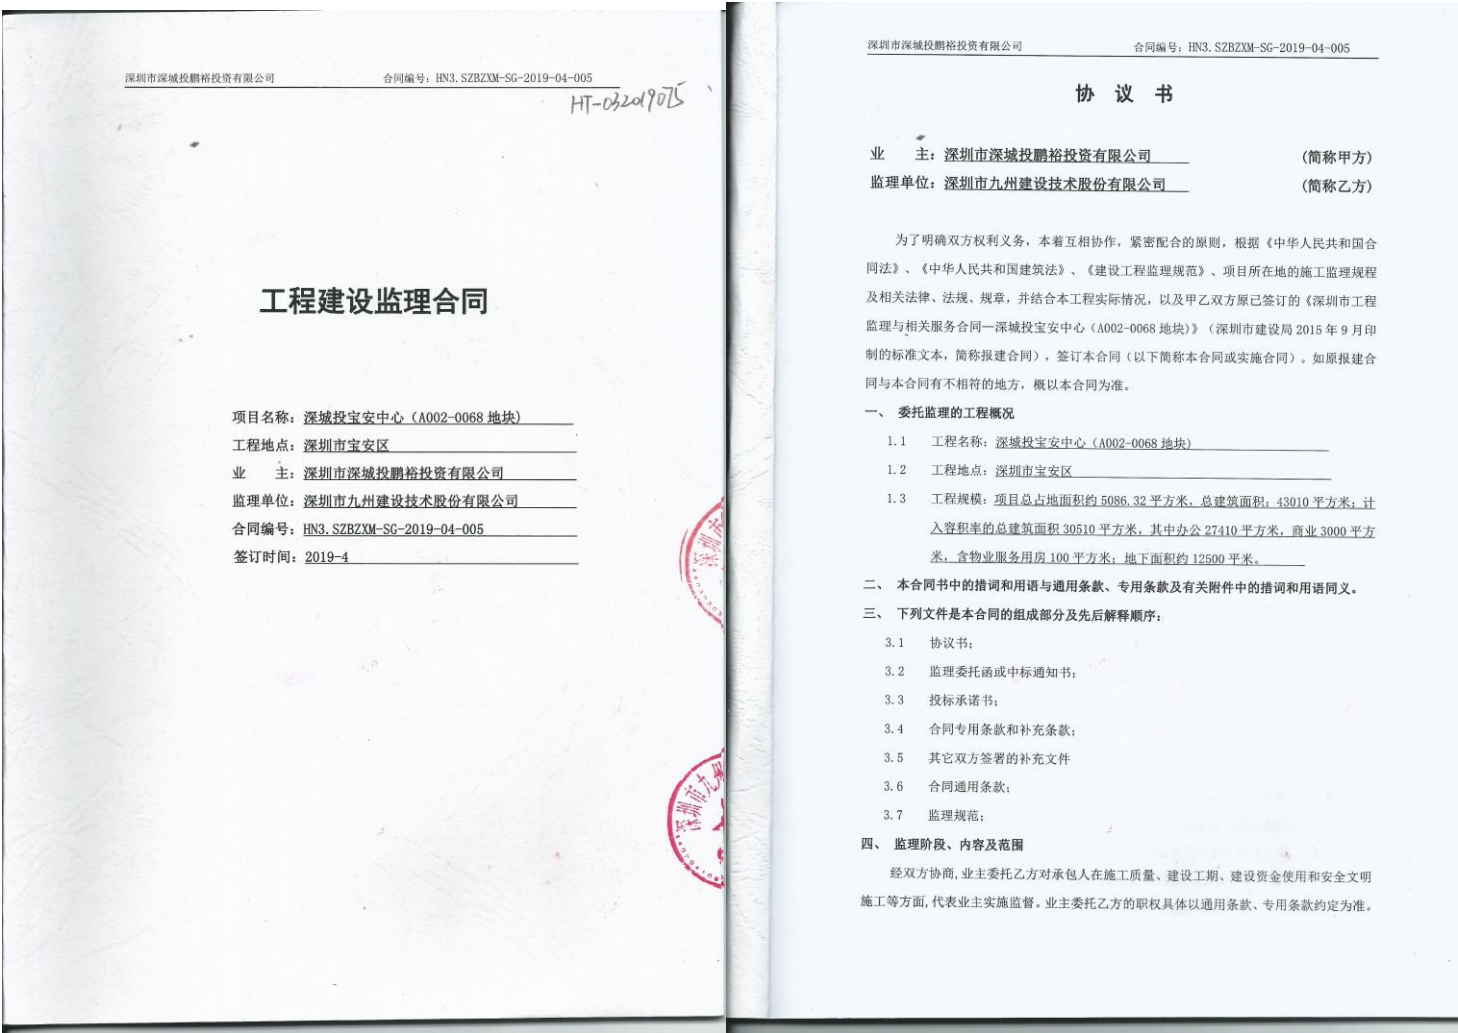 深圳市深城投鹏裕投资有限公司 合同编号：HN3.SZBZXM-SG-2019-04-005
HT-032019075
工程建设监理合同
项目名称：深城投宝安中心（A002-0068 地块）
工程地点：深圳市宝安区
业 主：深圳市深城投鹏裕投资有限公司
监理单位：深圳市九州建设技术股份有限公司
合同编号：HN3.SZBZXM-SG-2019-04-005
签订时间：2019-4
深圳市
深圳市九州
深圳市深城投鹏裕投资有限公司 合同编号：HN3.SZBZXM-SG-2019-04-005
协 议 书
业 主：深圳市深城投鹏裕投资有限公司 (简称甲方)
监理单位：深圳市九州建设技术股份有限公司 (简称乙方)
为了明确双方权利义务，本着互相协作，紧密配合的原则，根据《中华人民共和国合
同法》、《中华人民共和国建筑法》、《建设工程监理规范》、项目所在地的施工监理规程
及相关法律、法规、规章，并结合本工程实际情况，以及甲乙双方原已签订的《深圳市工程
监理与相关服务合同—深城投宝安中心（A002-0068 地块)》（深圳市建设局 2015 年 9 月印
制的标准文本，简称报建合同），签订本合同（以下简称本合同或实施合同）。如原报建合
同与本合同有不相符的地方，概以本合同为准。
一、 委托监理的工程概况
1.1 工程名称：深城投宝安中心（A002-0068 地块)
1.2 工程地点：深圳市宝安区
1.3 工程规模：项目总占地面积约 5086.32 平方米，总建筑面积：43010 平方米；计
入容积率的总建筑面积 30510 平方米，其中办公 27410 平方米，商业 3000 平方
米，含物业服务用房 100 平方米；地下面积约 12500 平米。
二、 本合同书中的措词和用语与通用条款、专用条款及有关附件中的措词和用语同义。
三、 下列文件是本合同的组成部分及先后解释顺序：
3.1 协议书；
3.2 监理委托函或中标通知书；
3.3 投标承诺书；
3.4 合同专用条款和补充条款；
3.5 其它双方签署的补充文件
3.6 合同通用条款；
3.7 监理规范；
四、 监理阶段、内容及范围
经双方协商,业主委托乙方对承包人在施工质量、建设工期、建设资金使用和安全文明
施工等方面,代表业主实施监督。业主委托乙方的职权具体以通用条款、专用条款约定为准。